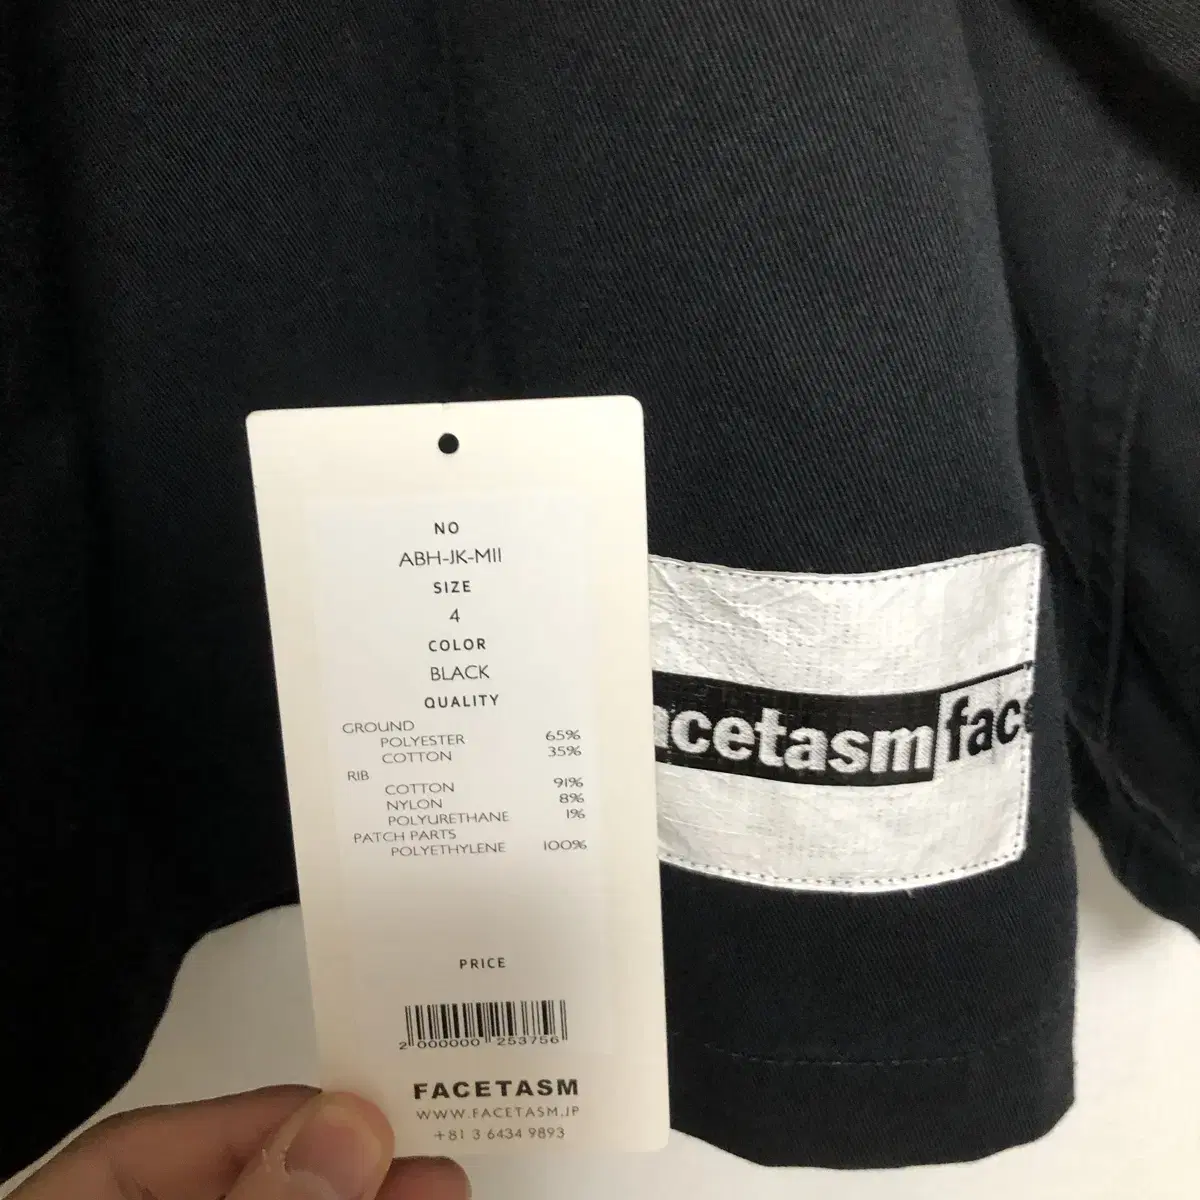 NO
ABH-JK-M11
SIZE
4
COLOR
BLACK
QUALITY
GROUND
POLYESTER 65%
COTTON 35%
RIB
COTTON 91%
NYLON 8%
POLYURETHANE 1%
PATCH PARTS
POLYETHYLENE 100%
PRICE
2 000000 253756
FACETASM
WWW.FACETASM.JP
+81 3 6434 9893
acetasm fac